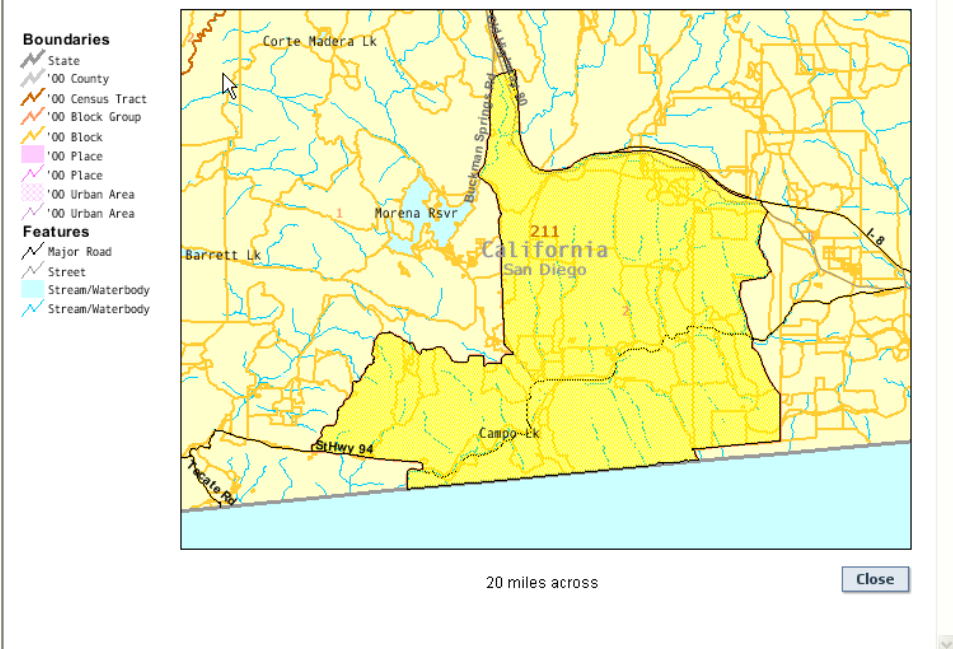 Boundaries
State
'00 County
'00 Census Tract
'00 Block Group
'00 Block
'00 Place
'00 Place
'00 Urban Area
'00 Urban Area
Features
Major Road
Street
Stream/Waterbody
Stream/Waterbody
Corte Madera Lk
Buckman Springs Rd
1
Morena Rsvr
211
California
San Diego
I-8
Barrett Lk
2
Campo Lk
StHwy 94
Tecate Rd
20 miles across
Close